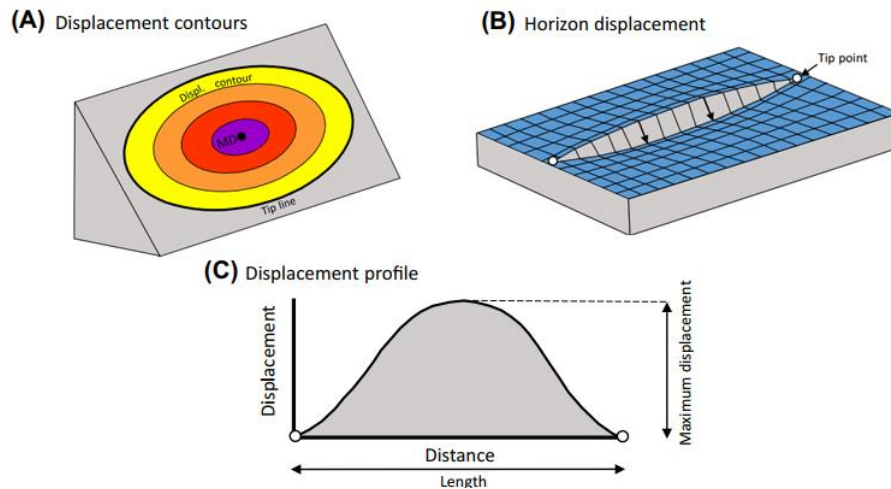 (A) Displacement contours
Displ. contour
MD
Tip line
(B) Horizon displacement
Tip point
(C) Displacement profile
Displacement
Maximum displacement
Distance
Length